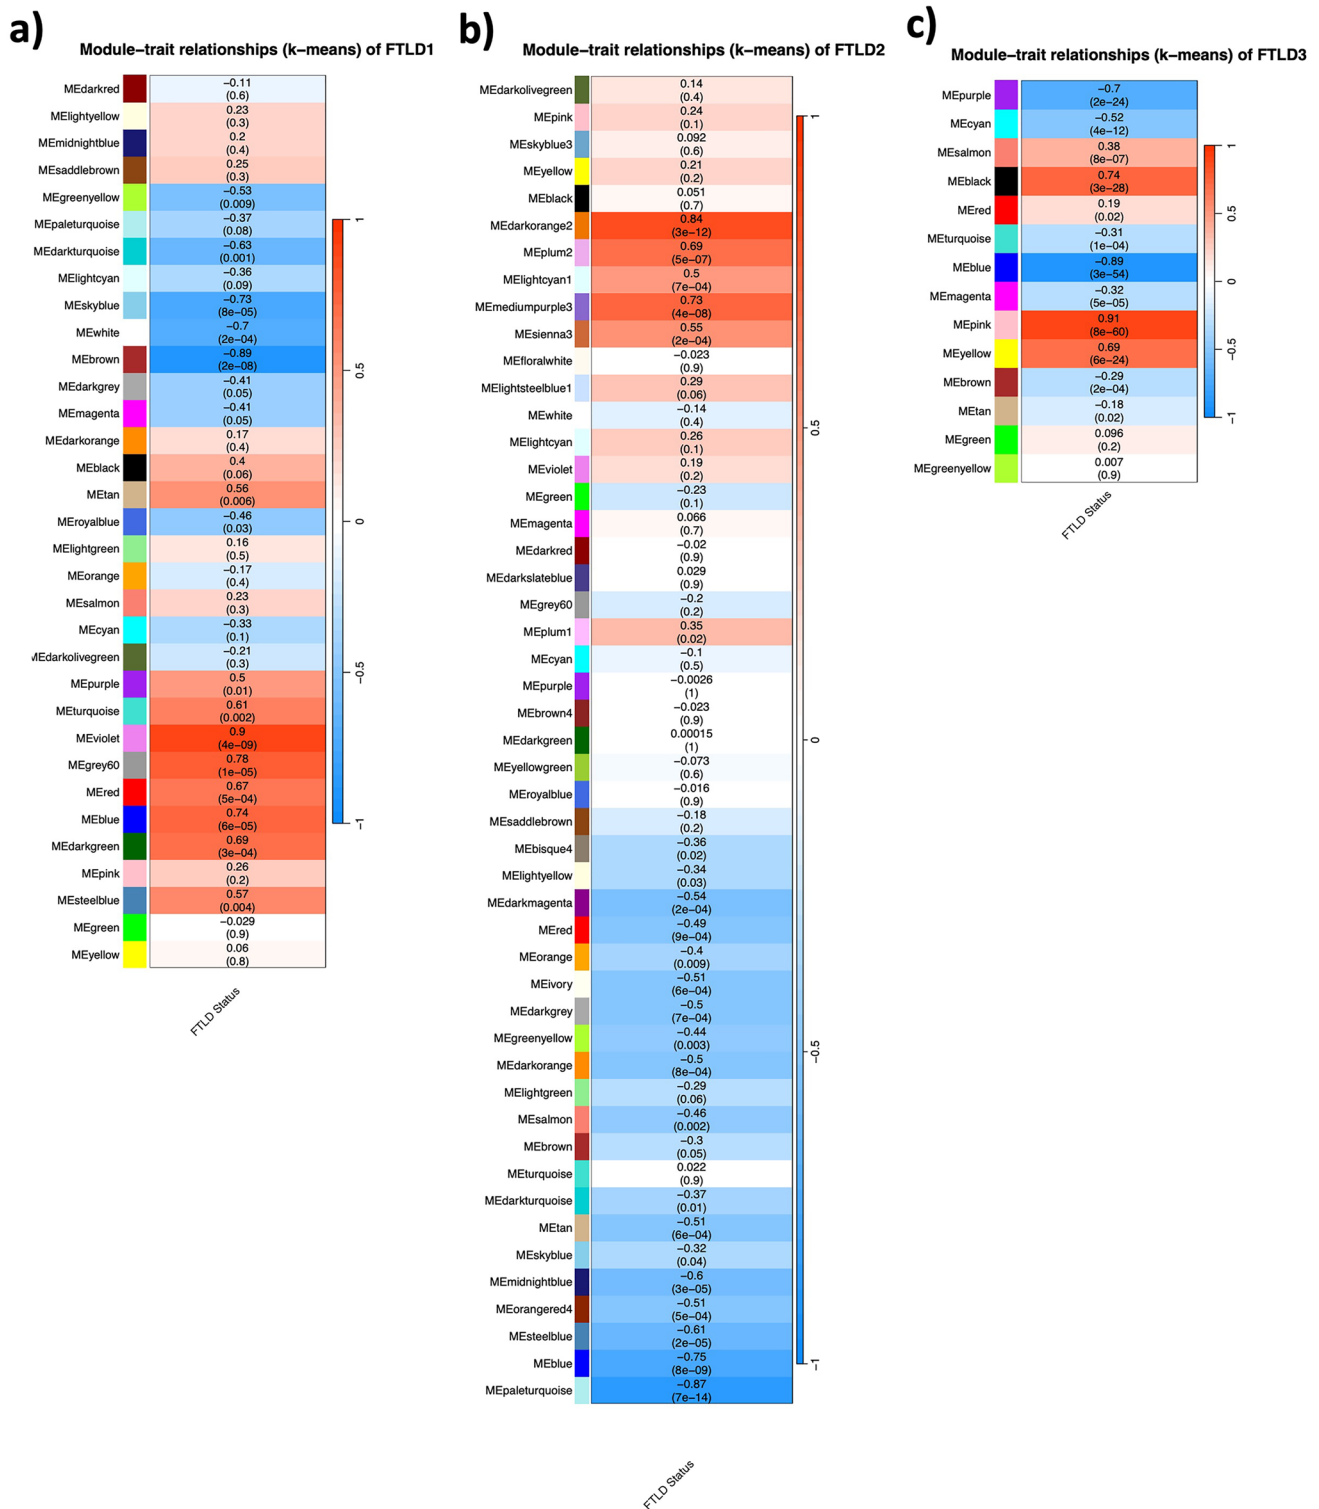 a)
Module−trait relationships (k−means) of FTLD1
MEdarkred
−0.11
(0.6)
MElightyellow
0.23
(0.3)
MEmidnightblue
0.2
(0.4)
MEsaddlebrown
0.25
(0.3)
MEgreenyellow
−0.53
(0.009)
MEpaleturquoise
−0.37
(0.08)
MEdarkturquoise
−0.63
(0.001)
MElightcyan
−0.36
(0.09)
MEskyblue
−0.73
(8e−05)
MEwhite
−0.7
(2e−04)
MEbrown
−0.89
(2e−08)
MEdarkgrey
−0.41
(0.05)
MEmagenta
−0.41
(0.05)
MEdarkorange
0.17
(0.4)
MEblack
0.4
(0.06)
MEtan
0.56
(0.006)
MEroyalblue
−0.46
(0.03)
MElightgreen
0.16
(0.5)
MEorange
−0.17
(0.4)
MEsalmon
0.23
(0.3)
MEcyan
−0.33
(0.1)
MEdarkolivegreen
−0.21
(0.3)
MEpurple
0.5
(0.01)
MEturquoise
0.61
(0.002)
MEviolet
0.9
(4e−09)
MEgrey60
0.78
(1e−05)
MEred
0.67
(5e−04)
MEblue
0.74
(6e−05)
MEdarkgreen
0.69
(3e−04)
MEpink
0.26
(0.2)
MEsteelblue
0.57
(0.004)
MEgreen
−0.029
(0.9)
MEyellow
0.06
(0.8)
FTLD Status
1
0.5
0
−0.5
−1
b)
Module−trait relationships (k−means) of FTLD2
MEdarkolivegreen
0.14
(0.4)
MEpink
0.24
(0.1)
MEskyblue3
0.092
(0.6)
MEyellow
0.21
(0.2)
MEblack
0.051
(0.7)
MEdarkorange2
0.84
(3e−12)
MEplum2
0.69
(5e−07)
MElightcyan1
0.5
(7e−04)
MEmediumpurple3
0.73
(4e−08)
MEsienna3
0.55
(2e−04)
MEfloralwhite
−0.023
(0.9)
MElightsteelblue1
0.29
(0.06)
MEwhite
−0.14
(0.4)
MElightcyan
0.26
(0.1)
MEviolet
0.19
(0.2)
MEgreen
−0.23
(0.1)
MEmagenta
0.066
(0.7)
MEdarkred
−0.02
(0.9)
MEdarkslateblue
0.029
(0.9)
MEgrey60
−0.2
(0.2)
MEplum1
0.35
(0.02)
MEcyan
−0.1
(0.5)
MEpurple
−0.0026
(1)
MEbrown4
−0.023
(0.9)
MEdarkgreen
0.00015
(1)
MEyellowgreen
−0.073
(0.6)
MEroyalblue
−0.016
(0.9)
MEsaddlebrown
−0.18
(0.2)
MEbisque4
−0.36
(0.02)
MElightyellow
−0.34
(0.03)
MEdarkmagenta
−0.54
(2e−04)
MEred
−0.49
(9e−04)
MEorange
−0.4
(0.009)
MEivory
−0.51
(6e−04)
MEdarkgrey
−0.5
(7e−04)
MEgreenyellow
−0.44
(0.003)
MEdarkorange
−0.5
(8e−04)
MElightgreen
−0.29
(0.06)
MEsalmon
−0.46
(0.002)
MEbrown
−0.3
(0.05)
MEturquoise
0.022
(0.9)
MEdarkturquoise
−0.37
(0.01)
MEtan
−0.51
(6e−04)
MEskyblue
−0.32
(0.04)
MEmidnightblue
−0.6
(3e−05)
MEorangered4
−0.51
(5e−04)
MEsteelblue
−0.61
(2e−05)
MEblue
−0.75
(8e−09)
MEpaleturquoise
−0.87
(7e−14)
FTLD Status
1
0.5
0
−0.5
−1
c)
Module−trait relationships (k−means) of FTLD3
MEpurple
−0.7
(2e−24)
MEcyan
−0.52
(4e−12)
MEsalmon
0.38
(8e−07)
MEblack
0.74
(3e−28)
MEred
0.19
(0.02)
MEturquoise
−0.31
(1e−04)
MEblue
−0.89
(3e−54)
MEmagenta
−0.32
(5e−05)
MEpink
0.91
(8e−60)
MEyellow
0.69
(6e−24)
MEbrown
−0.29
(2e−04)
MEtan
−0.18
(0.02)
MEgreen
0.096
(0.2)
MEgreenyellow
0.007
(0.9)
FTLD Status
1
0.5
0
−0.5
−1